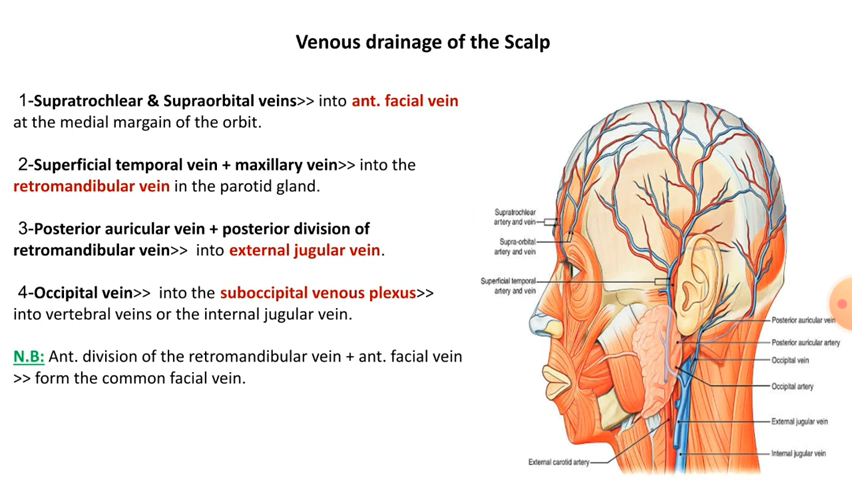 Venous drainage of the Scalp
1-Supratrochlear & Supraorbital veins>> into ant. facial vein
at the medial margain of the orbit.
2-Superficial temporal vein + maxillary vein>> into the
retromandibular vein in the parotid gland.
3-Posterior auricular vein + posterior division of
retromandibular vein>> into external jugular vein.
4-Occipital vein>> into the suboccipital venous plexus>>
into vertebral veins or the internal jugular vein.
N.B: Ant. division of the retromandibular vein + ant. facial vein
>> form the common facial vein.
Supratrochlear
artery and vein
Supra-orbital
artery and vein
Superficial temporal
artery and vein
Posterior auricular vein
Posterior auricular artery
Occipital vein
Occipital artery
External jugular vein
Internal jugular vein
External carotid artery